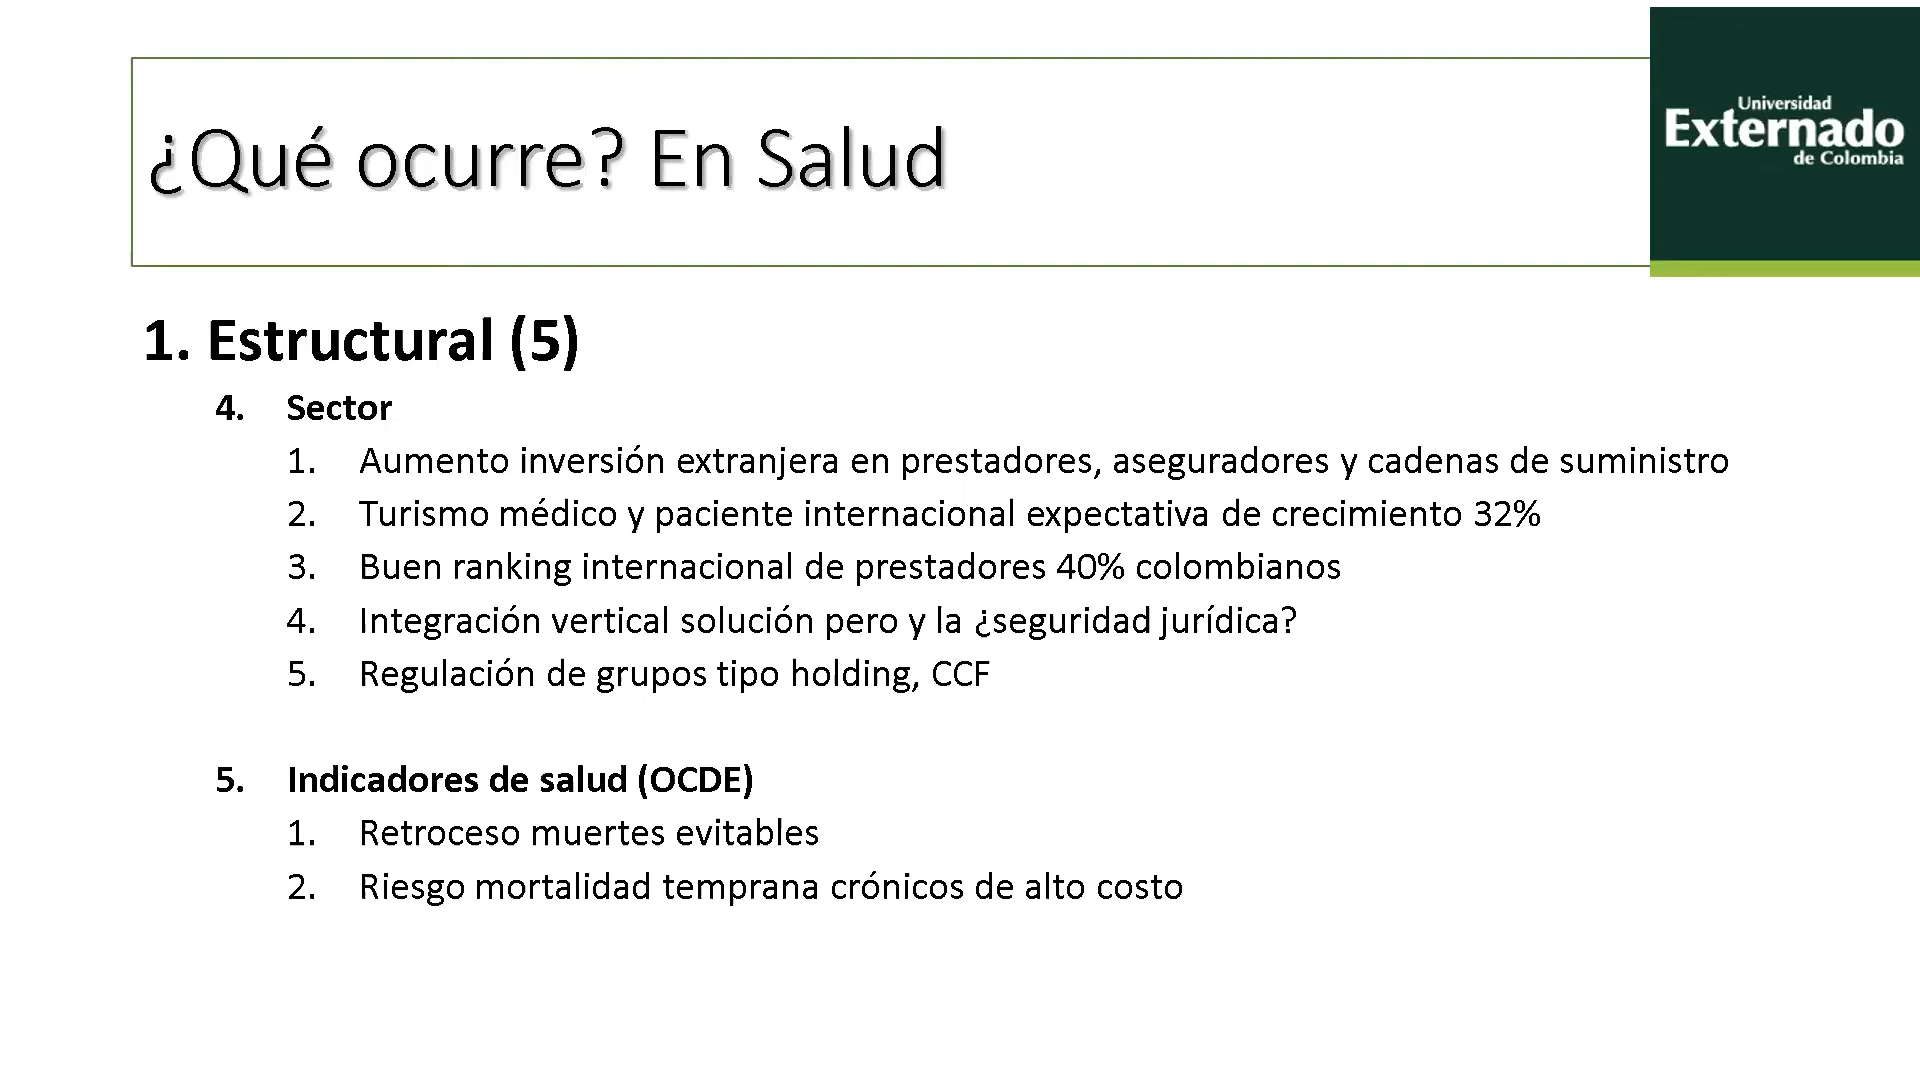 Universidad
Externado
de Colombia
¿Qué ocurre? En Salud
1. Estructural (5)
4. Sector
1. Aumento inversión extranjera en prestadores, aseguradores y cadenas de suministro
2. Turismo médico y paciente internacional expectativa de crecimiento 32%
3. Buen ranking internacional de prestadores 40% colombianos
4. Integración vertical solución pero y la ¿seguridad jurídica?
5. Regulación de grupos tipo holding, CCF
5. Indicadores de salud (OCDE)
1. Retroceso muertes evitables
2. Riesgo mortalidad temprana crónicos de alto costo